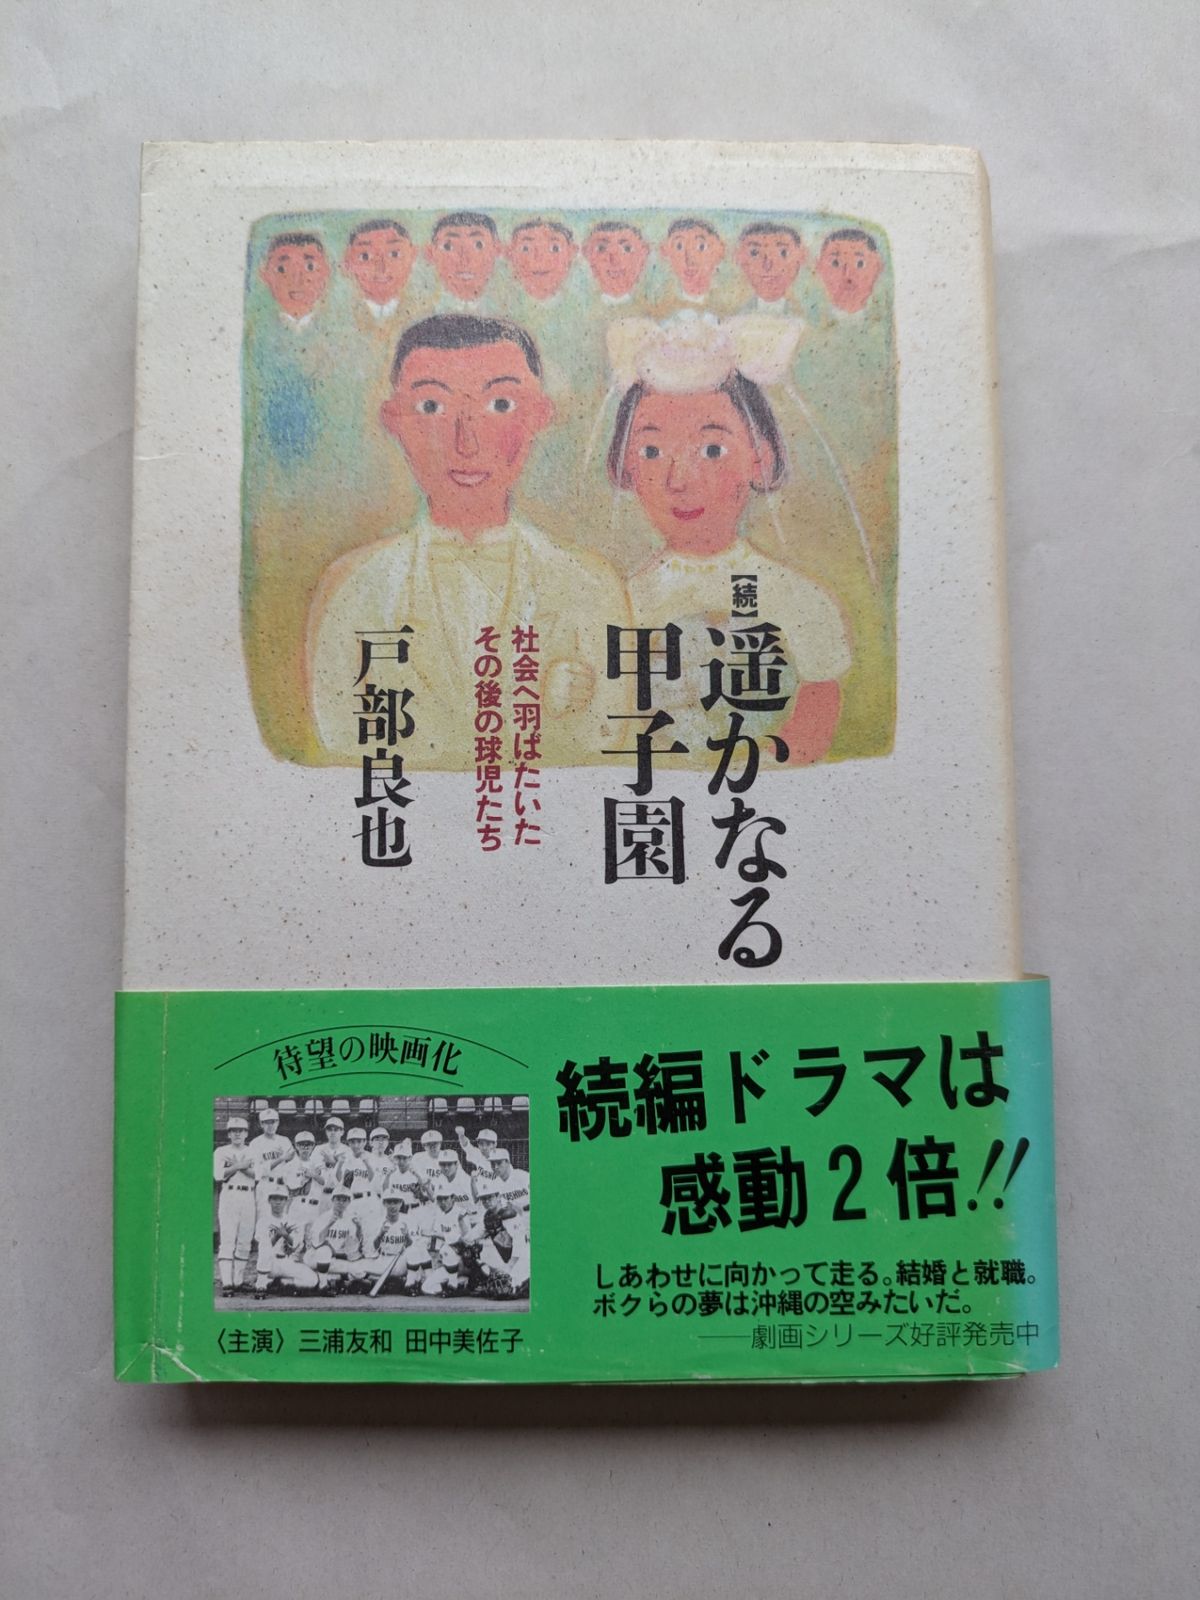 【続】遥かなる
甲子園
社会へ羽ばたいた
その後の球児たち
戸部良也
待望の映画化
〈主演〉三浦友和 田中美佐子
続編ドラマは
感動2倍!!
しあわせに向かって走る。結婚と就職。
ボクらの夢は沖縄の空みたいだ。
──劇画シリーズ好評発売中